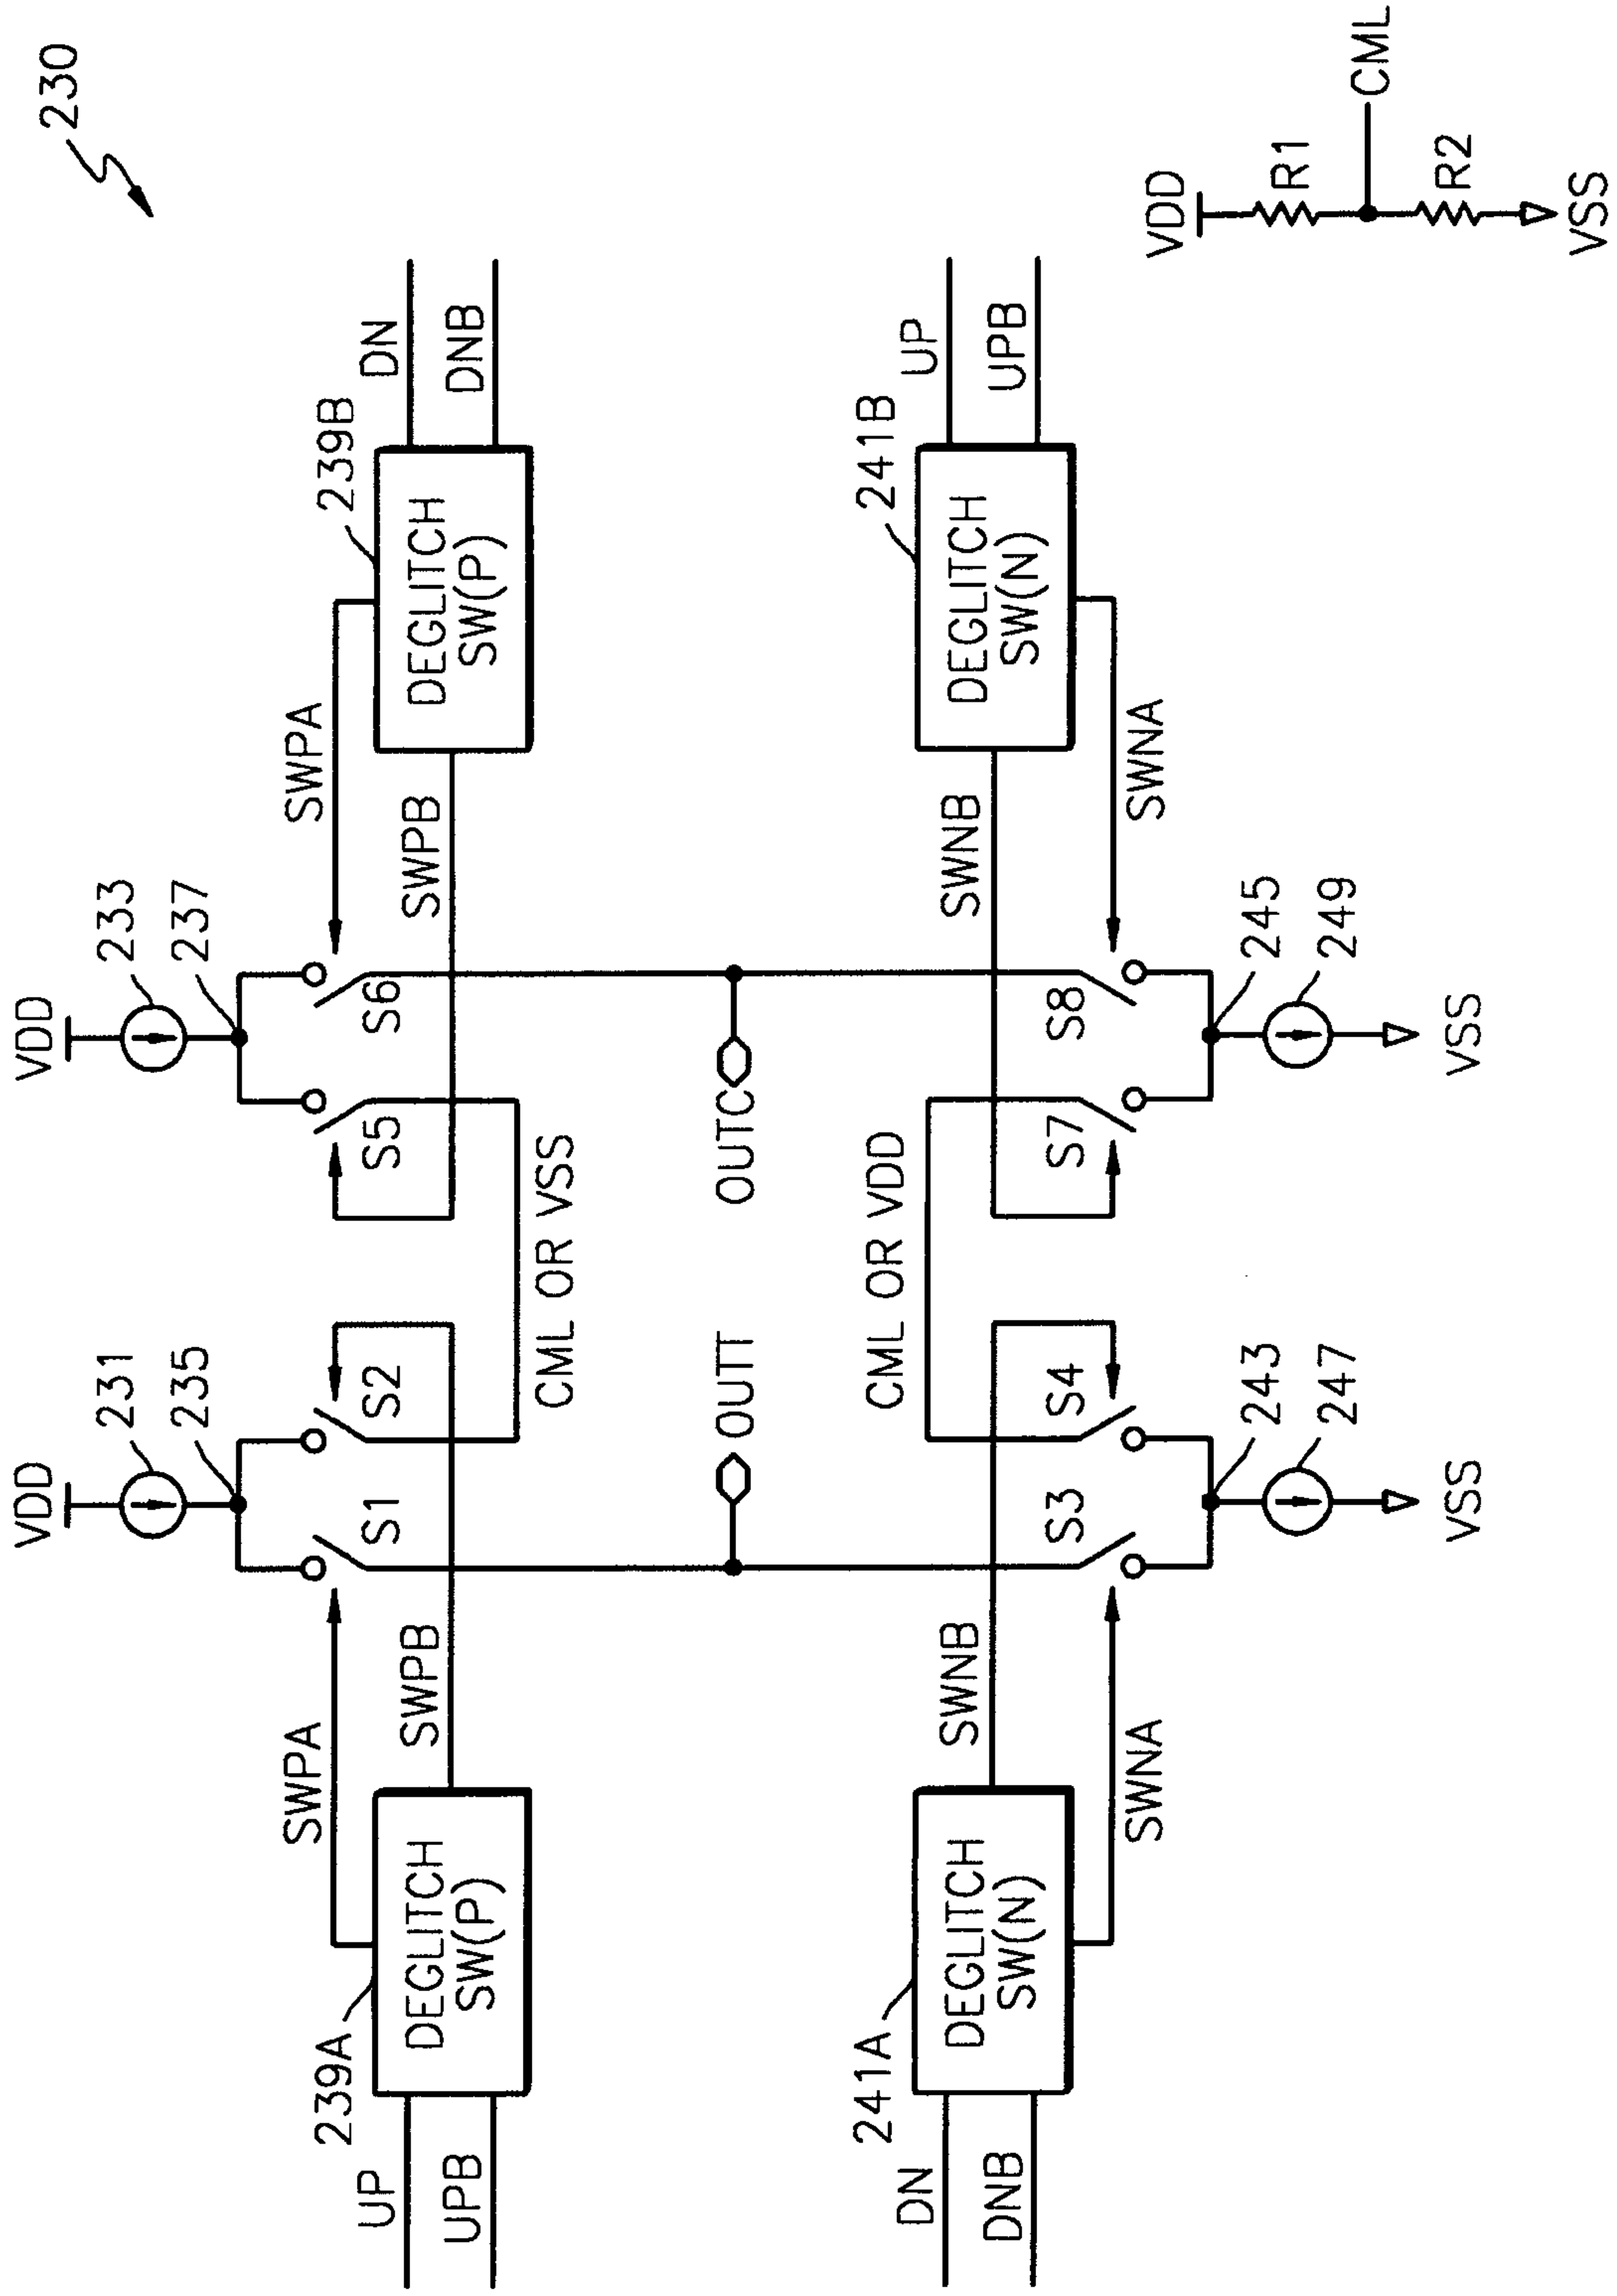 230
VDD
231
235
VDD
233
237
SWPA
S1
S2
S5
S6
SWPA
239A
DEGLITCH
SW(P)
UP
UPB
SWPB
SWPB
239B
DEGLITCH
SW(P)
DN
DNB
CML OR VSS
OUTT
OUTC
CML OR VDD
241A
DEGLITCH
SW(N)
DN
DNB
SWNB
SWNB
241B
DEGLITCH
SW(N)
UP
UPB
SWNA
S3
S4
S7
S8
SWNA
243
247
VSS
245
249
VSS
VDD
R1
CML
R2
VSS